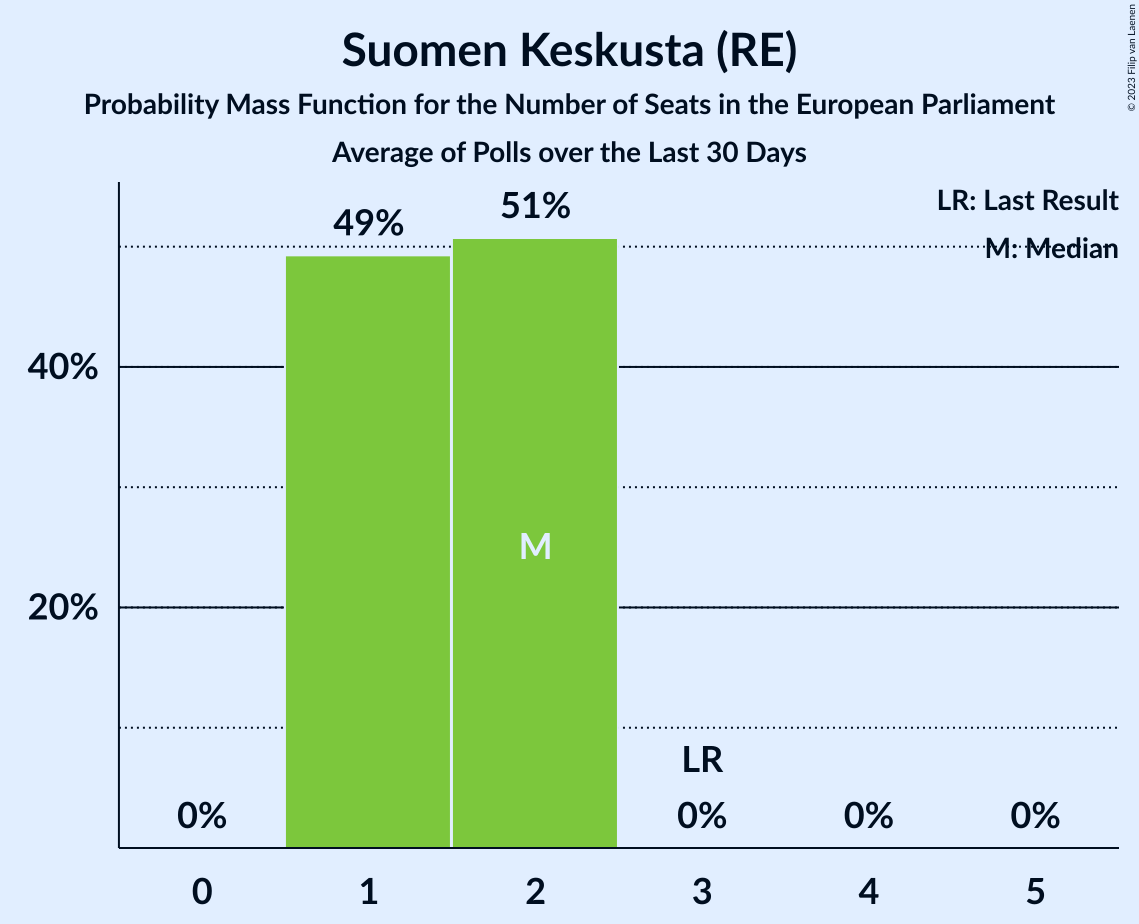 Suomen Keskusta (RE)
Probability Mass Function for the Number of Seats in the European Parliament
Average of Polls over the Last 30 Days
© 2023 Filip van Laenen
LR: Last Result
M: Median
49%
51%
40%
20%
M
LR
0%
0%
0%
0%
0
1
2
3
4
5